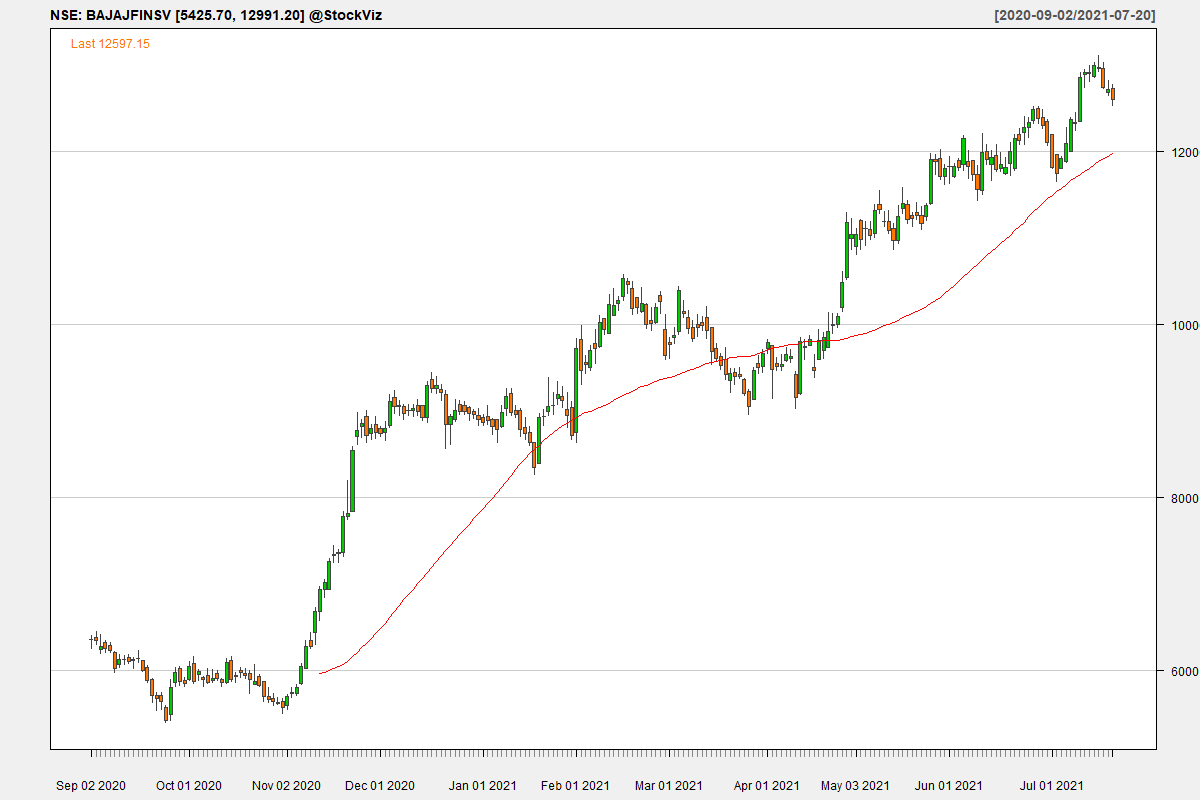 NSE: BAJAJFINSV [5425.70, 12991.20] @StockViz [2020-09-02/2021-07-20]
Last 12597.15
1200
1000
8000
6000
Sep 02 2020 Oct 01 2020 Nov 02 2020 Dec 01 2020 Jan 01 2021 Feb 01 2021 Mar 01 2021 Apr 01 2021 May 03 2021 Jun 01 2021 Jul 01 2021